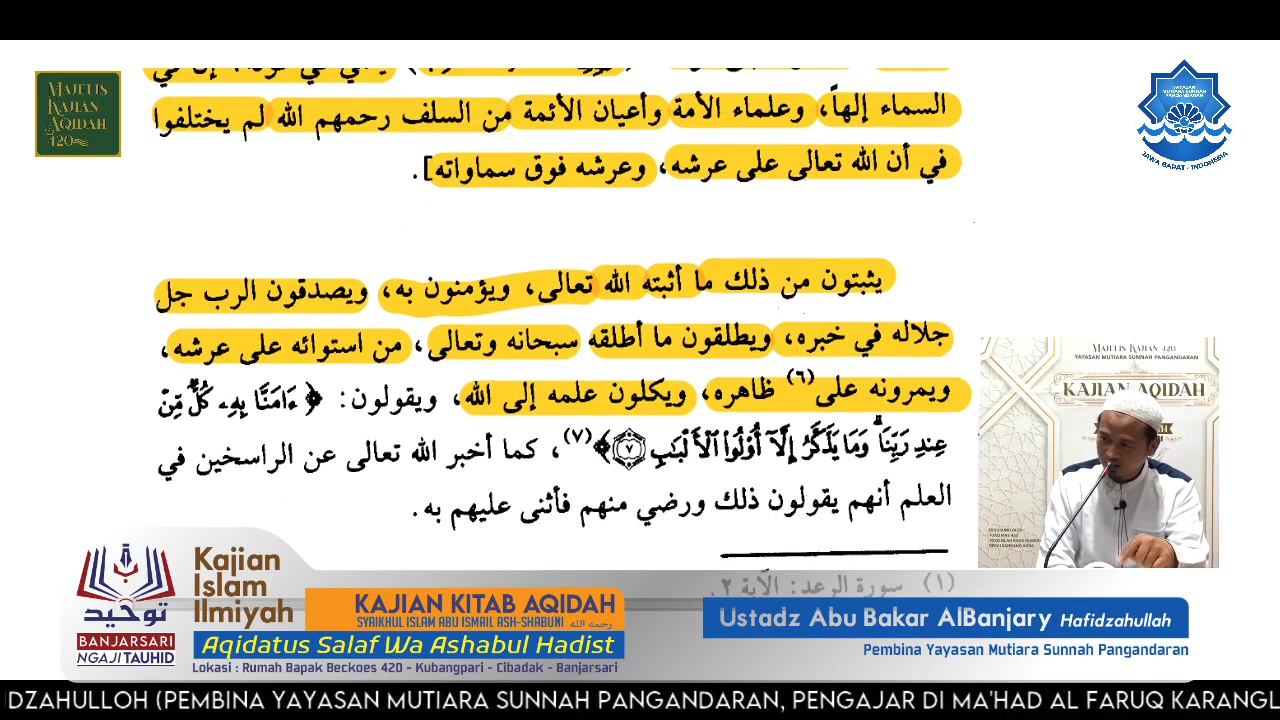 MAJELIS
KAJIAN
AQIDAH
420
السماء إلهاً، وعلماء الأمة وأعيان الأئمة من السلف رحمهم الله لم يختلفوا
في أن الله تعالى على عرشه، وعرشه فوق سماواته].
يثبتون من ذلك ما أثبته الله تعالى، ويؤمنون به، ويصدقون الرب جل
جلاله في خبره، ويطلقون ما أطلقه سبحانه وتعالى، من استوائه على عرشه،
ويمرونه على (٦) ظاهره، ويكلون علمه إلى الله، ويقولون: ﴿ ءَامَنَّا بِهِۦ كُلٌّ مِّنْ
عِندِ رَبِّنَا ۗ وَمَا يَذَّكَّرُ إِلَّآ أُوْلُوا۟ ٱلْأَلْبَٰبِ ٧ ﴾ (٧)، كما أخبر الله تعالى عن الراسخين في
العلم أنهم يقولون ذلك ورضي منهم فأثنى عليهم به.
(١) سورة الرعد: الآية ٢.
YAYASAN
MUTIARA SUNNAH
PANGANDARAN
JAWA BARAT - INDONESIA
MAJELIS KAJIAN 420
YAYASAN MUTIARA SUNNAH PANGANDARAN
KAJIAN AQIDAH
توحيد
BANJARSARI
NGAJI TAUHID
Kajian
Islam
Ilmiyah
KAJIAN KITAB AQIDAH
SYAIKHUL ISLAM ABU ISMAIL ASH-SHABUNI رحمه الله
Aqidatus Salaf Wa Ashabul Hadist
Lokasi : Rumah Bapak Beckoes 420 - Kubangpari - Cibadak - Banjarsari
Ustadz Abu Bakar AlBanjary Hafidzahullah
Pembina Yayasan Mutiara Sunnah Pangandaran
IDZAHULLOH (PEMBINA YAYASAN MUTIARA SUNNAH PANGANDARAN, PENGAJAR DI MA'HAD AL FARUQ KARANGL